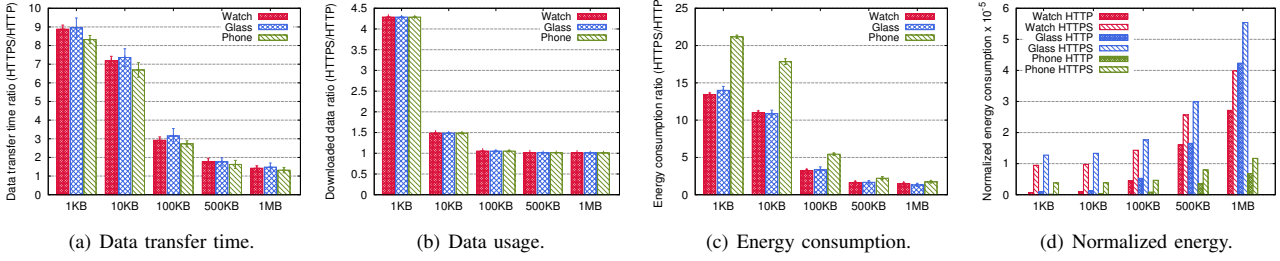 Data transfer time ratio (HTTPS/HTTP)
10
9
8
7
6
5
4
3
2
1
0
Watch
Glass
Phone
1KB 10KB 100KB 500KB 1MB
(a) Data transfer time.
Downloaded data ratio (HTTPS/HTTP)
4.5
4
3.5
3
2.5
2
1.5
1
0.5
0
Watch
Glass
Phone
1KB 10KB 100KB 500KB 1MB
(b) Data usage.
Energy consumption ratio (HTTPS/HTTP)
25
20
15
10
5
0
Watch
Glass
Phone
1KB 10KB 100KB 500KB 1MB
(c) Energy consumption.
Normalized energy consumption x 10-5
6
5
4
3
2
1
0
Watch HTTP
Watch HTTPS
Glass HTTP
Glass HTTPS
Phone HTTP
Phone HTTPS
1KB 10KB 100KB 500KB 1MB
(d) Normalized energy.